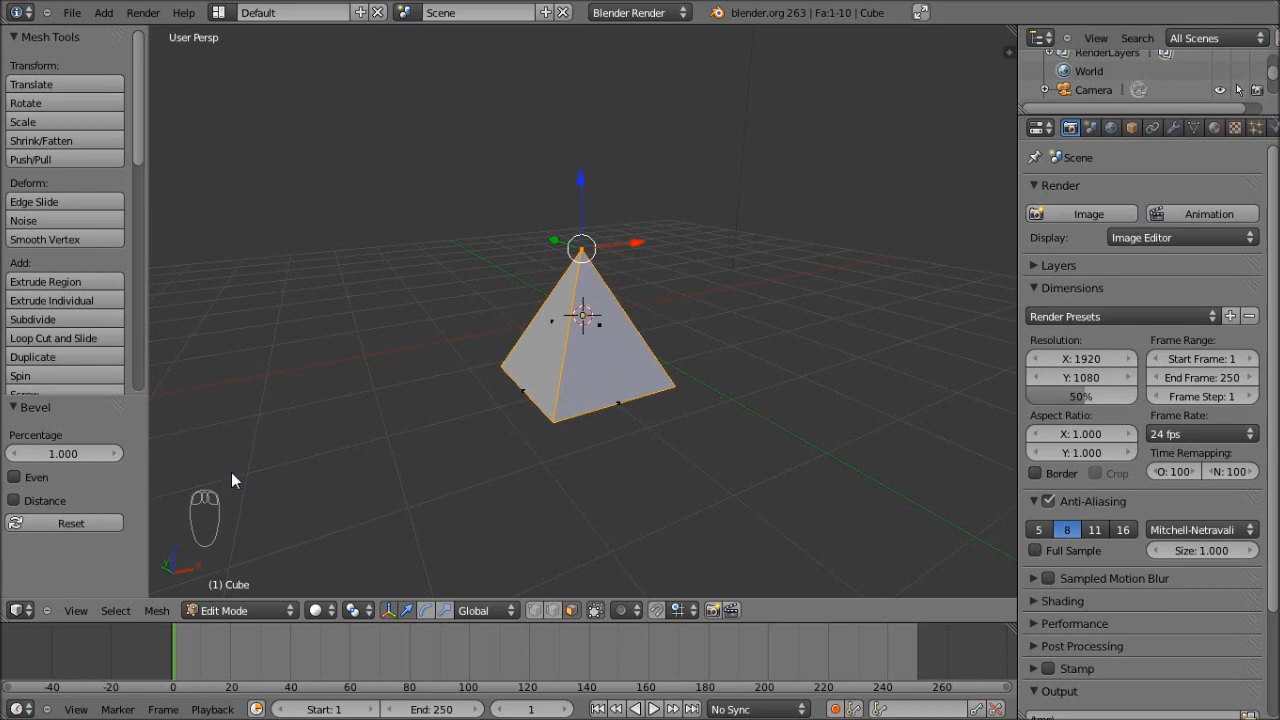 File Add Render Help Default Scene Blender Render blender.org 263 | Fa:1-10 | Cube
Mesh Tools
Transform:
Translate
Rotate
Scale
Shrink/Fatten
Push/Pull
Deform:
Edge Slide
Noise
Smooth Vertex
Add:
Extrude Region
Extrude Individual
Subdivide
Loop Cut and Slide
Duplicate
Spin
Screw
Bevel
Percentage
1.000
Even
Distance
Reset
User Persp
(1) Cube
View Select Mesh Edit Mode Global
-40 -20 0 20 40 60 80 100 120 140 160 180 200 220 240 260
View Marker Frame Playback Start: 1 End: 250 1 No Sync
View Search All Scenes
RenderLayers
World
Camera
Scene
Render
Image Animation
Display: Image Editor
Layers
Dimensions
Render Presets
Resolution: Frame Range:
X: 1920 Start Frame: 1
Y: 1080 End Frame: 250
50% Frame Step: 1
Aspect Ratio: Frame Rate:
X: 1.000 24 fps
Y: 1.000 Time Remapping:
Border Crop O: 100 N: 100
Anti-Aliasing
5 8 11 16 Mitchell-Netravali
Full Sample Size: 1.000
Sampled Motion Blur
Shading
Performance
Post Processing
Stamp
Output